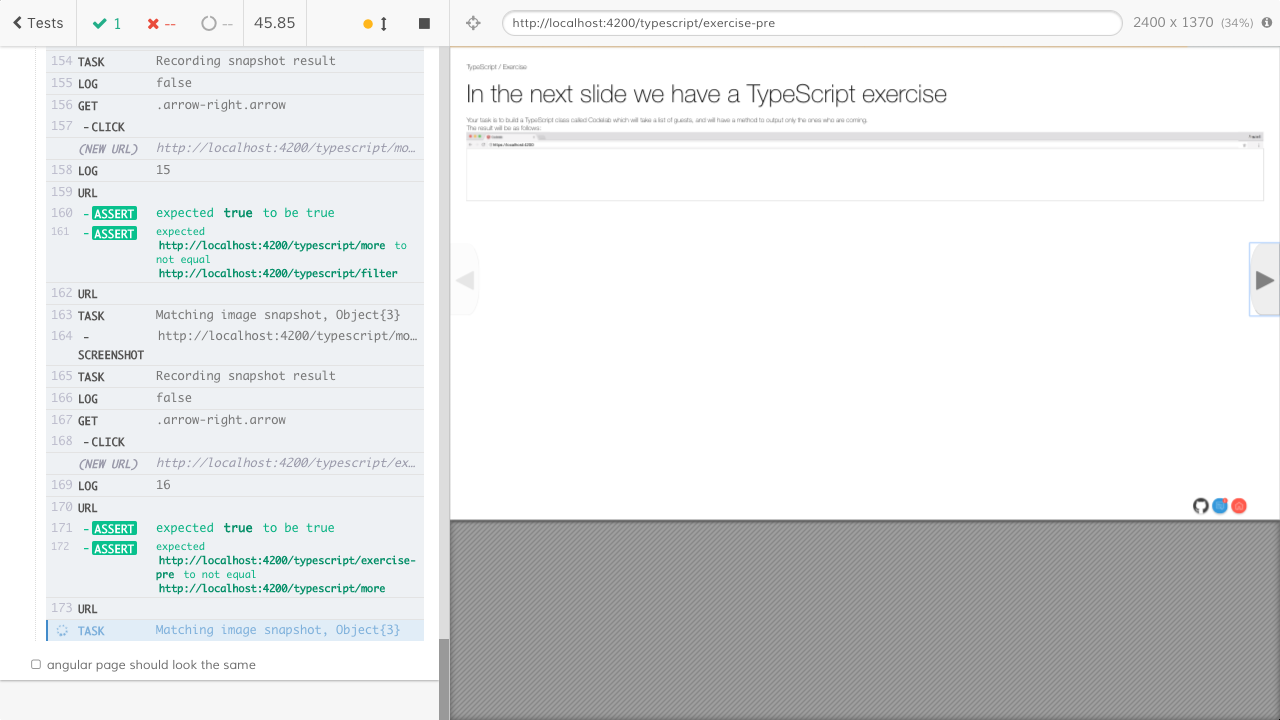 Tests
1
--
--
45.85
http://localhost:4200/typescript/exercise-pre
2400 x 1370 (34%)
154 TASK Recording snapshot result
155 LOG false
156 GET .arrow-right.arrow
157 -CLICK
(NEW URL) http://localhost:4200/typescript/mo…
158 LOG 15
159 URL
160 -ASSERT expected true to be true
161 -ASSERT expected
http://localhost:4200/typescript/more to
not equal
http://localhost:4200/typescript/filter
162 URL
163 TASK Matching image snapshot, Object{3}
164 - http://localhost:4200/typescript/mo…
SCREENSHOT
165 TASK Recording snapshot result
166 LOG false
167 GET .arrow-right.arrow
168 -CLICK
(NEW URL) http://localhost:4200/typescript/ex…
169 LOG 16
170 URL
171 -ASSERT expected true to be true
172 -ASSERT expected
http://localhost:4200/typescript/exercise-
pre to not equal
http://localhost:4200/typescript/more
173 URL
TASK Matching image snapshot, Object{3}
angular page should look the same
TypeScript / Exercise
In the next slide we have a TypeScript exercise
Your task is to build a TypeScript class called Codelab which will take a list of guests, and will have a method to output only the ones who are coming.
The result will be as follows:
Codelab
https://localhost:4200